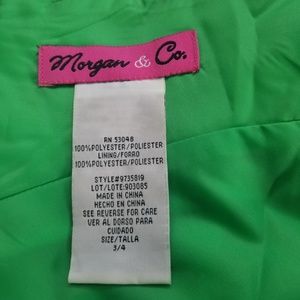 Morgan & Co.
RN 53048
100%POLYESTER/POLIESTER
LINING/FORRO
100%POLYESTER/POLIESTER
STYLE#9735819
LOT/LOTE:903085
MADE IN CHINA
HECHO EN CHINA
SEE REVERSE FOR CARE
VER AL DORSO PARA
CUIDADO
SIZE/TALLA
3/4